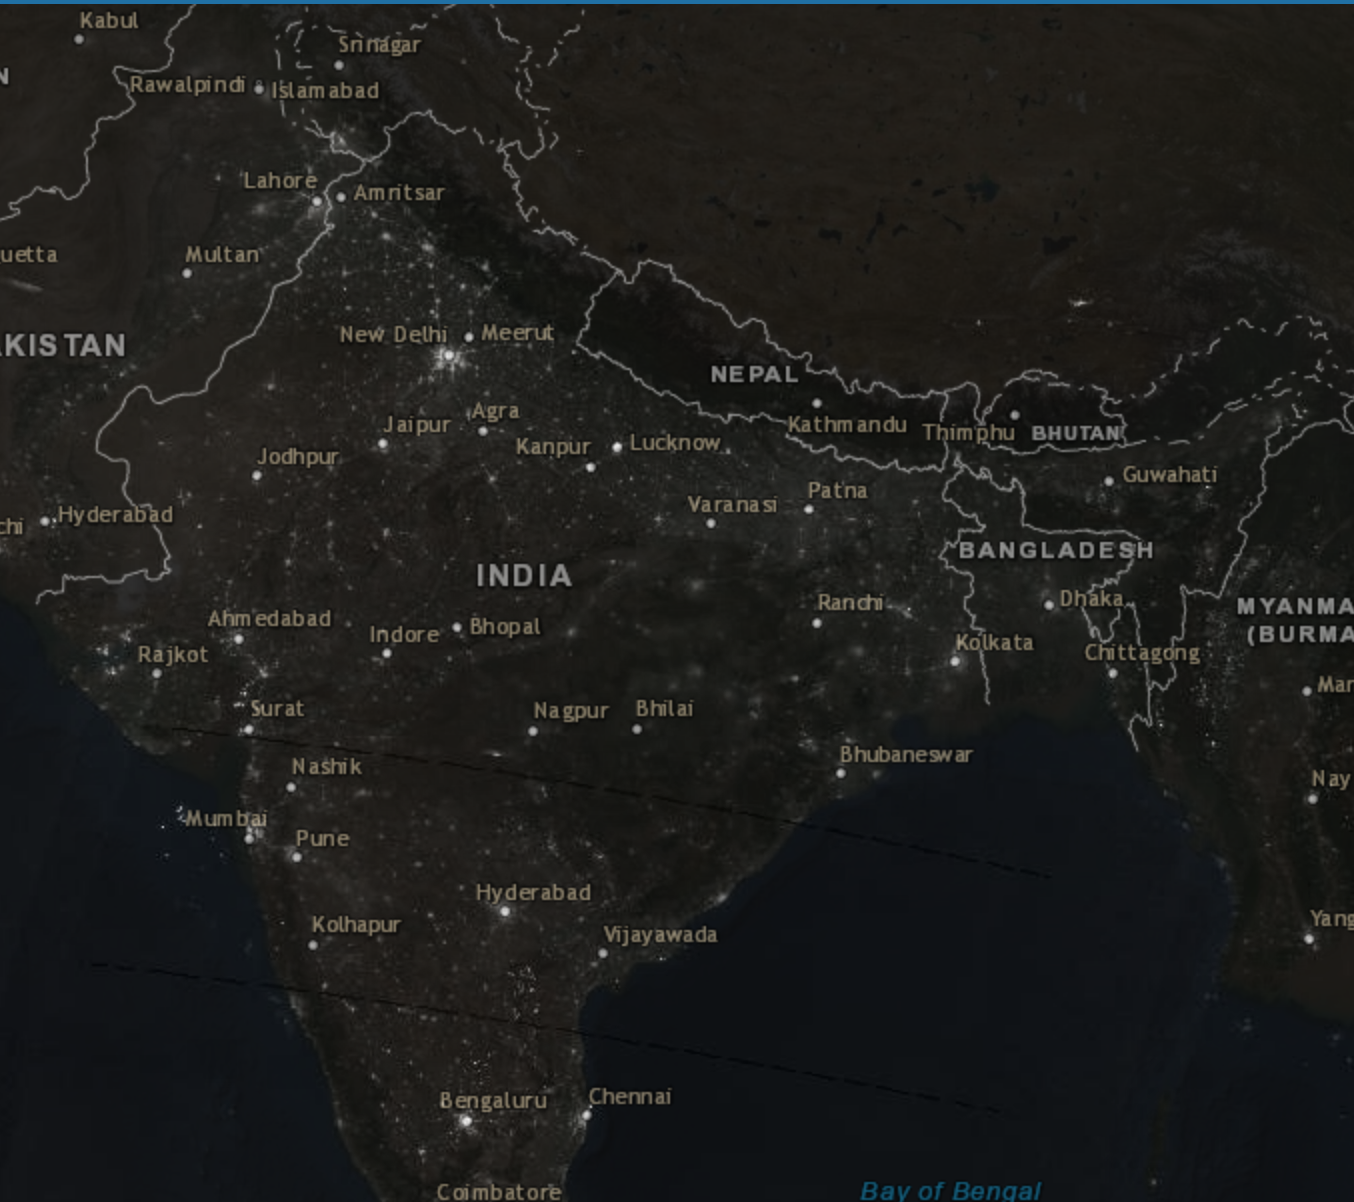 Kabul
Srinagar
Rawalpindi
Islamabad
Lahore
Amritsar
uetta
Multan
KISTAN
New Delhi
Meerut
NEPAL
Jaipur
Agra
Kathmandu
Thimphu
BHUTAN
Kanpur
Lucknow
Jodhpur
Guwahati
Varanasi
Patna
chi
Hyderabad
BANGLADESH
INDIA
Ranchi
Dhaka
MYANMA
(BURMA
Ahmedabad
Indore
Bhopal
Kolkata
Chittagong
Rajkot
Mar
Surat
Nagpur
Bhilai
Nashik
Bhubaneswar
Nay
Mumbai
Pune
Hyderabad
Kolhapur
Vijayawada
Yang
Bengaluru
Chennai
Coimbatore
Bay of Bengal